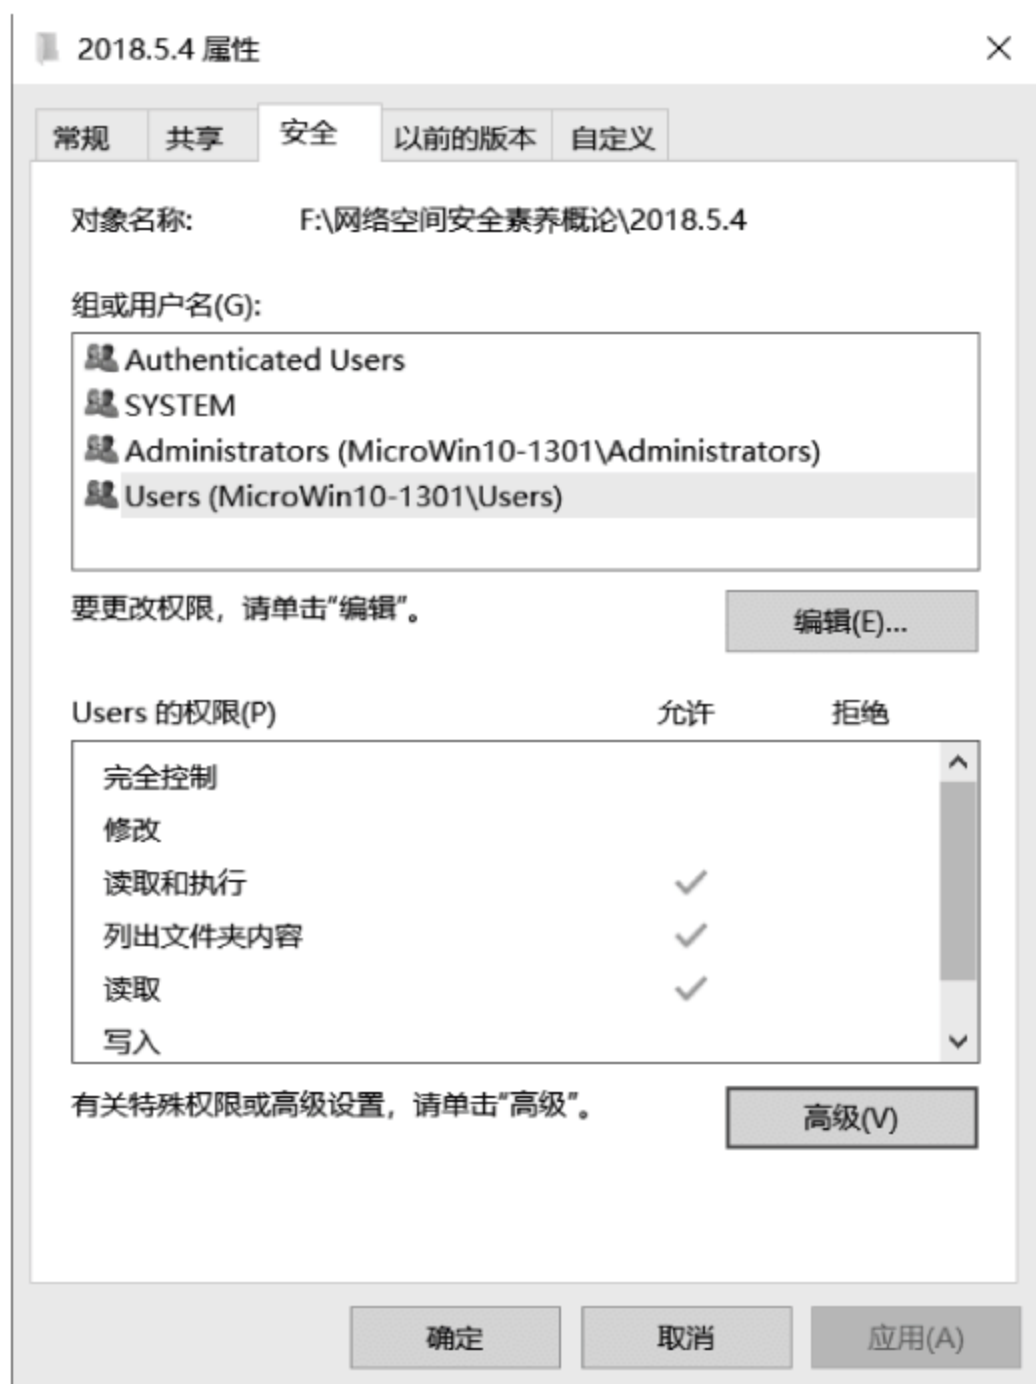 2018.5.4 属性
常规 共享 安全 以前的版本 自定义
对象名称: F:\网络空间安全素养概论\2018.5.4
组或用户名(G):
Authenticated Users
SYSTEM
Administrators (MicroWin10-1301\Administrators)
Users (MicroWin10-1301\Users)
要更改权限，请单击"编辑"。
编辑(E)...
Users 的权限(P) 允许 拒绝
完全控制
修改
读取和执行
列出文件夹内容
读取
写入
有关特殊权限或高级设置，请单击"高级"。
高级(V)
确定 取消 应用(A)